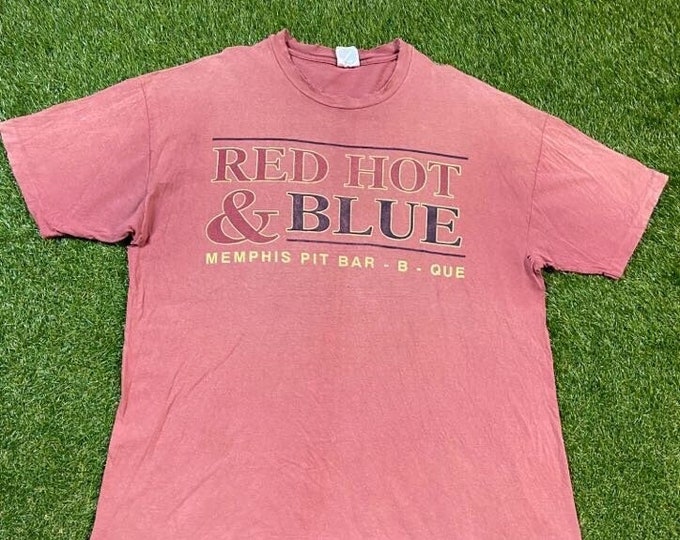 RED HOT
& BLUE
MEMPHIS PIT BAR - B - QUE